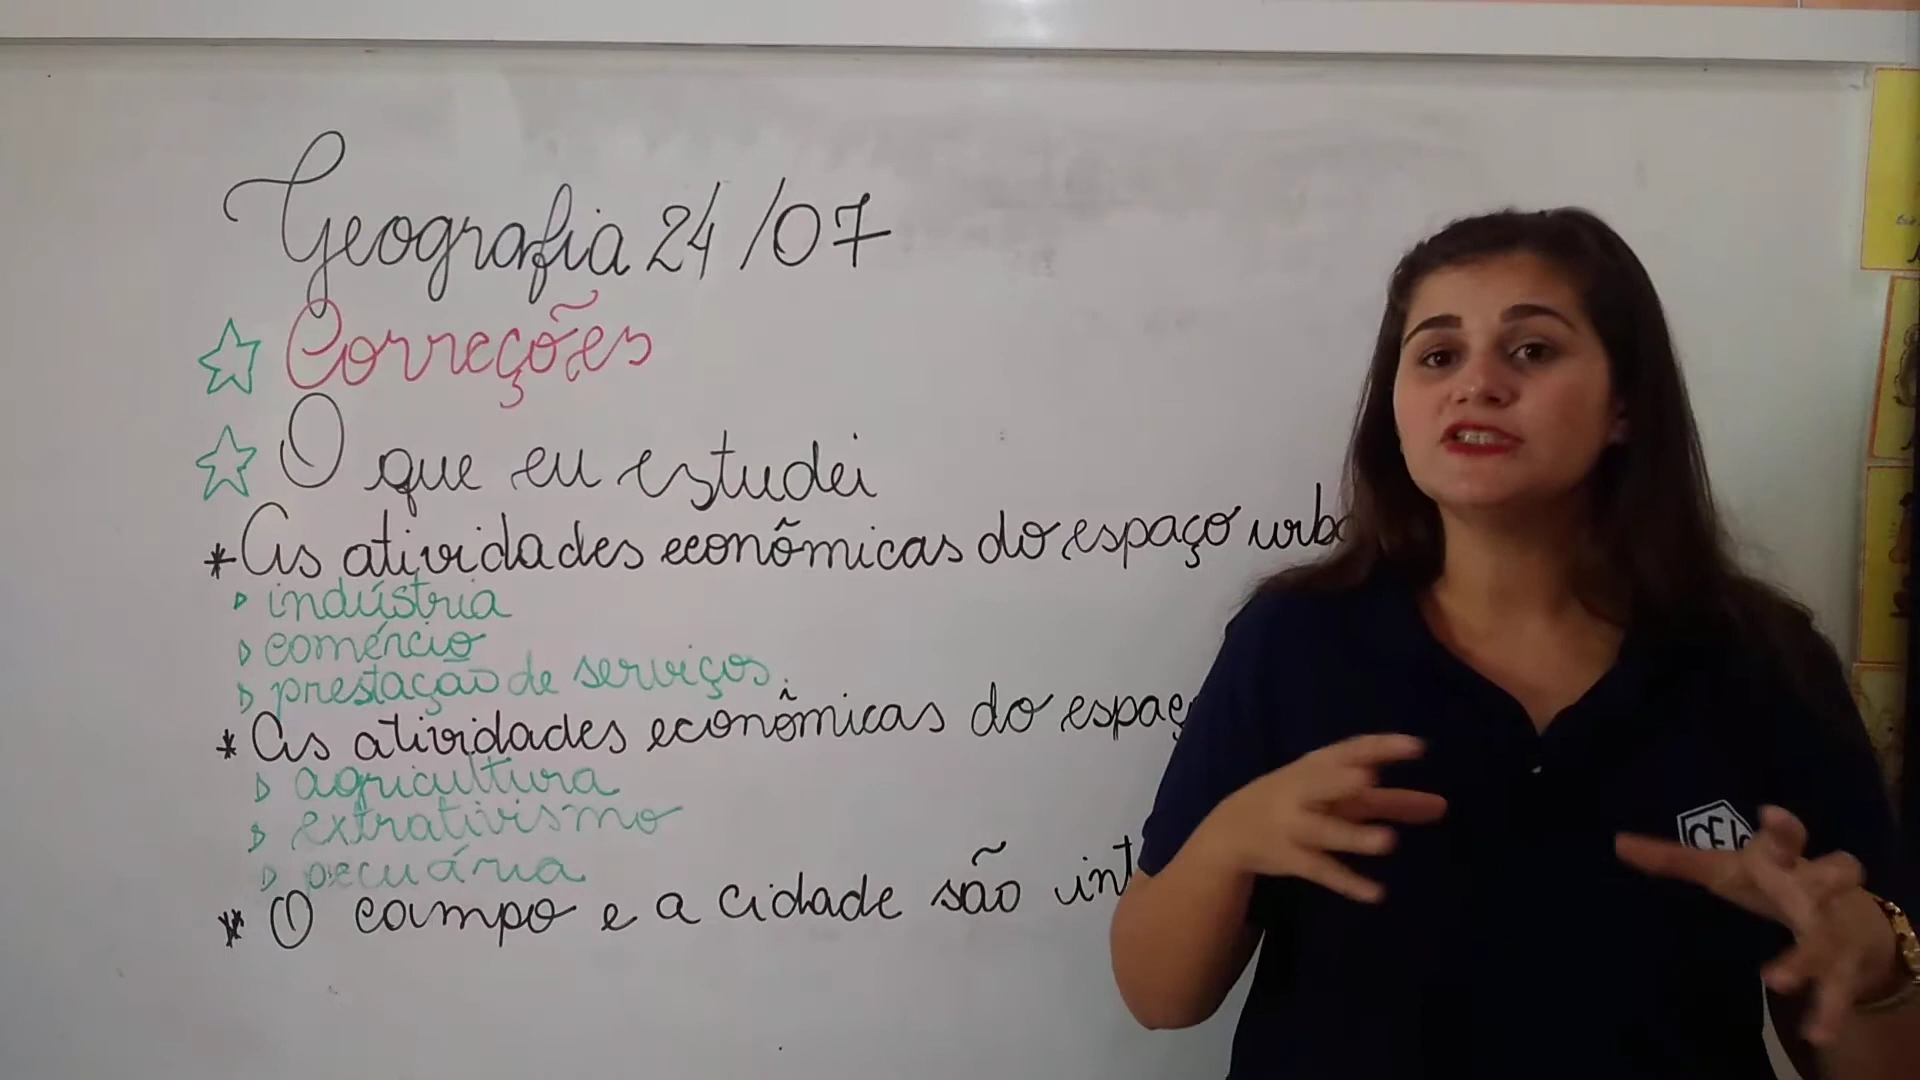 Geografia 24/07
☆ Correções
☆ O que eu estudei
* As atividades econômicas do espaço urba
▷ indústria
▷ comércio
▷ prestação de serviços.
* As atividades econômicas do espaç
▷ agricultura
▷ extrativismo
▷ pecuária
* O campo e a cidade são int